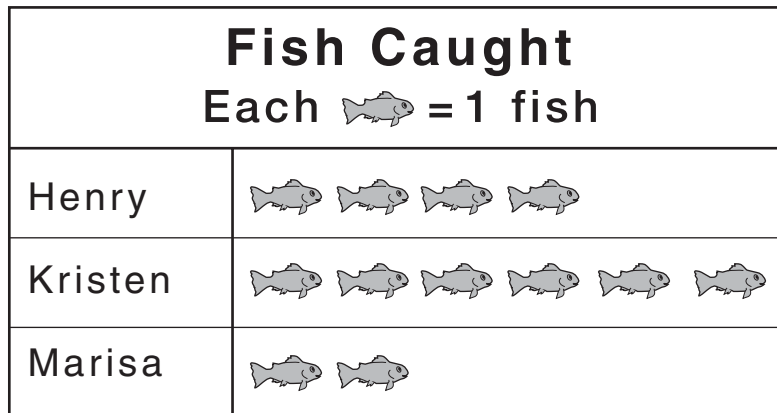 Fish Caught
Each = 1 fish
Henry
Kristen
Marisa